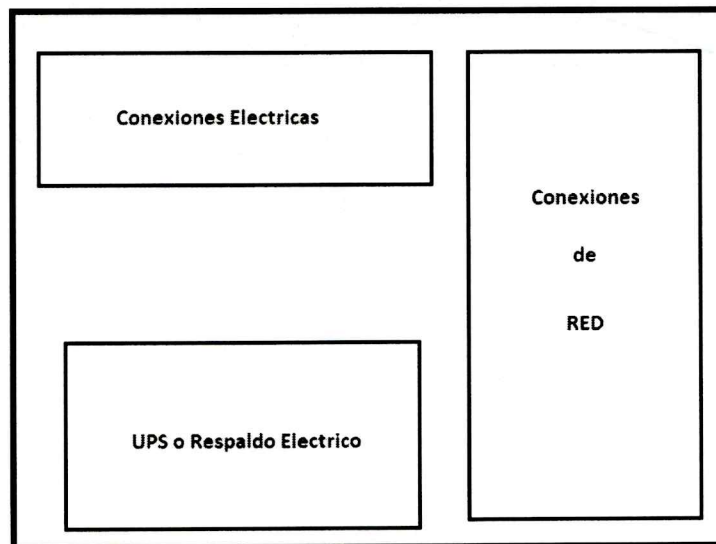 Conexiones Electricas
Conexiones
de
RED
UPS o Respaldo Electrico